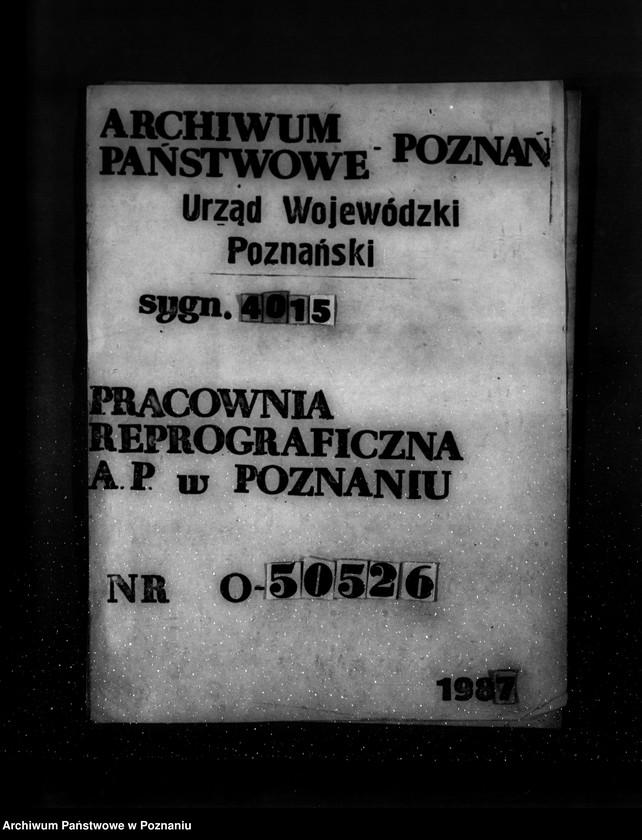 ARCHIWUM
PAŃSTWOWE - POZNAŃ
Urząd Wojewódzki
Poznański
sygn. 4015
PRACOWNIA
REPROGRAFICZNA
A.P. w POZNANIU
NR O-50526
1987
Archiwum Państwowe w Poznaniu